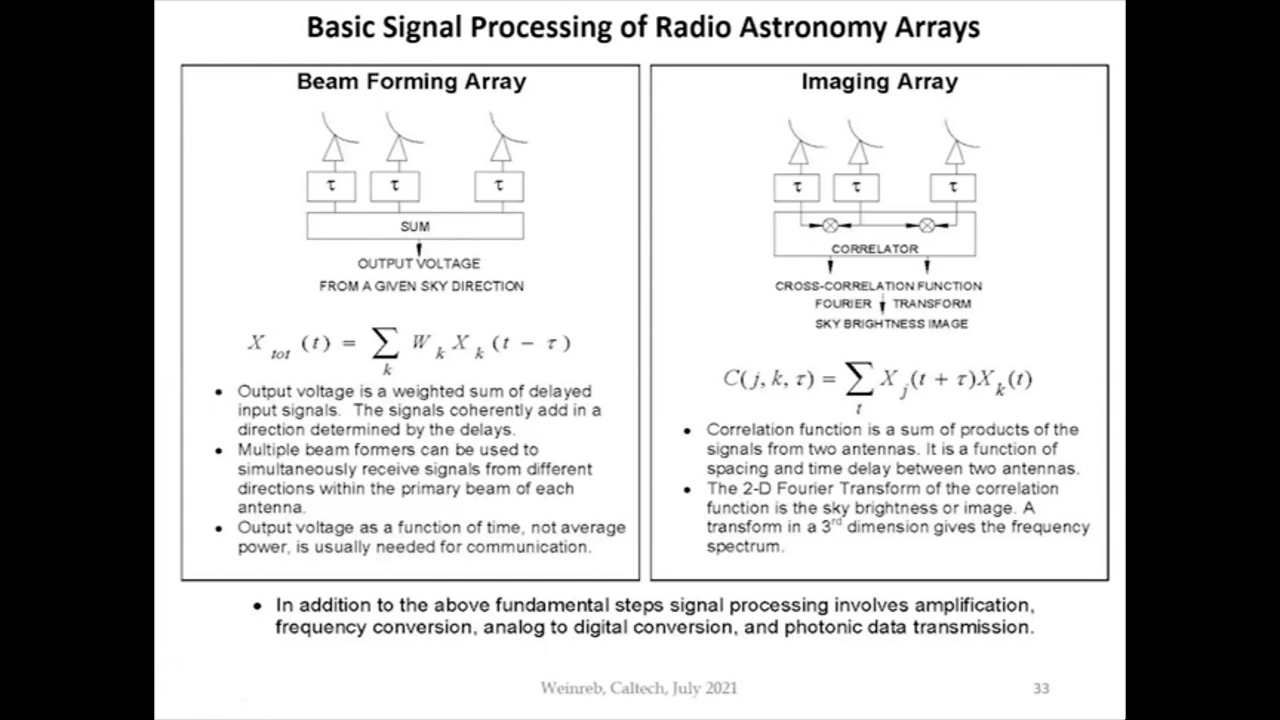 Basic Signal Processing of Radio Astronomy Arrays
Beam Forming Array
τ τ τ
SUM
OUTPUT VOLTAGE
FROM A GIVEN SKY DIRECTION
X tot (t) = ∑ k W k X k (t − τ)
• Output voltage is a weighted sum of delayed
input signals. The signals coherently add in a
direction determined by the delays.
• Multiple beam formers can be used to
simultaneously receive signals from different
directions within the primary beam of each
antenna.
• Output voltage as a function of time, not average
power, is usually needed for communication.
Imaging Array
τ τ τ
CORRELATOR
CROSS-CORRELATION FUNCTION
FOURIER TRANSFORM
SKY BRIGHTNESS IMAGE
C(j, k, τ) = ∑ t X j (t + τ)X k (t)
• Correlation function is a sum of products of the
signals from two antennas. It is a function of
spacing and time delay between two antennas.
• The 2-D Fourier Transform of the correlation
function is the sky brightness or image. A
transform in a 3rd dimension gives the frequency
spectrum.
• In addition to the above fundamental steps signal processing involves amplification,
frequency conversion, analog to digital conversion, and photonic data transmission.
Weinreb, Caltech, July 2021
33